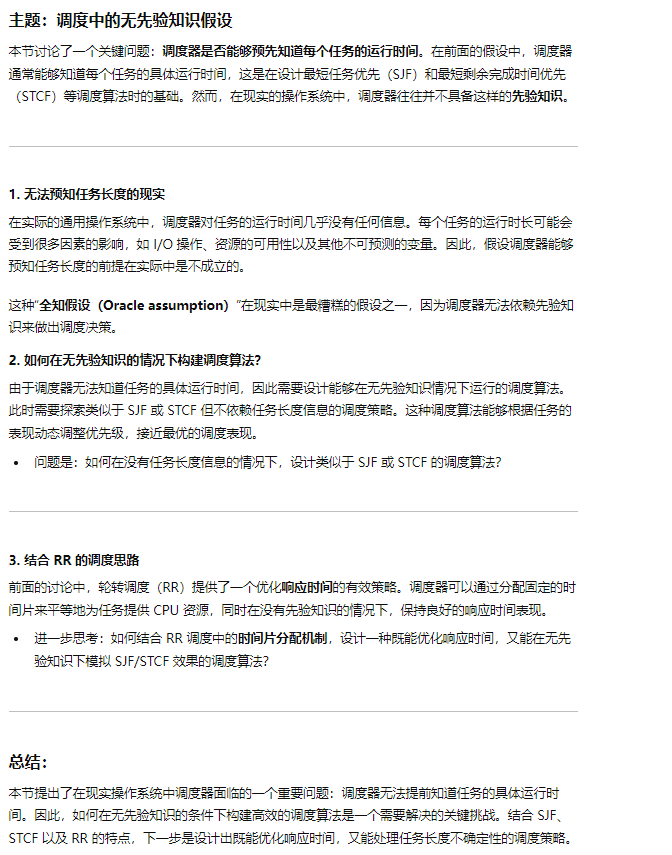 主题：调度中的无先验知识假设
本节讨论了一个关键问题：调度器是否能够预先知道每个任务的运行时间。在前面的假设中，调度器
通常能够知道每个任务的具体运行时间，这是在设计最短任务优先（SJF）和最短剩余完成时间优先
（STCF）等调度算法时的基础。然而，在现实的操作系统中，调度器往往并不具备这样的先验知识。
1. 无法预知任务长度的现实
在实际的通用操作系统中，调度器对任务的运行时间几乎没有任何信息。每个任务的运行时长可能会
受到很多因素的影响，如 I/O 操作、资源的可用性以及其他不可预测的变量。因此，假设调度器能够
预知任务长度的前提在实际中是不成立的。
这种“全知假设（Oracle assumption）”在现实中是最糟糕的假设之一，因为调度器无法依赖先验知
识来做出调度决策。
2. 如何在无先验知识的情况下构建调度算法？
由于调度器无法知道任务的具体运行时间，因此需要设计能够在无先验知识情况下运行的调度算法。
此时需要探索类似于 SJF 或 STCF 但不依赖任务长度信息的调度策略。这种调度算法能够根据任务的
表现动态调整优先级，接近最优的调度表现。
• 问题是：如何在没有任务长度信息的情况下，设计类似于 SJF 或 STCF 的调度算法？
3. 结合 RR 的调度思路
前面的讨论中，轮转调度（RR）提供了一个优化响应时间的有效策略。调度器可以通过分配固定的时
间片来平等地为任务提供 CPU 资源，同时在没有先验知识的情况下，保持良好的响应时间表现。
• 进一步思考：如何结合 RR 调度中的时间片分配机制，设计一种既能优化响应时间，又能在无先
验知识下模拟 SJF/STCF 效果的调度算法？
总结：
本节提出了在现实操作系统中调度器面临的一个重要问题：调度器无法提前知道任务的具体运行时
间。因此，如何在无先验知识的条件下构建高效的调度算法是一个需要解决的关键挑战。结合 SJF、
STCF 以及 RR 的特点，下一步是设计出既能优化响应时间，又能处理任务长度不确定性的调度策略。